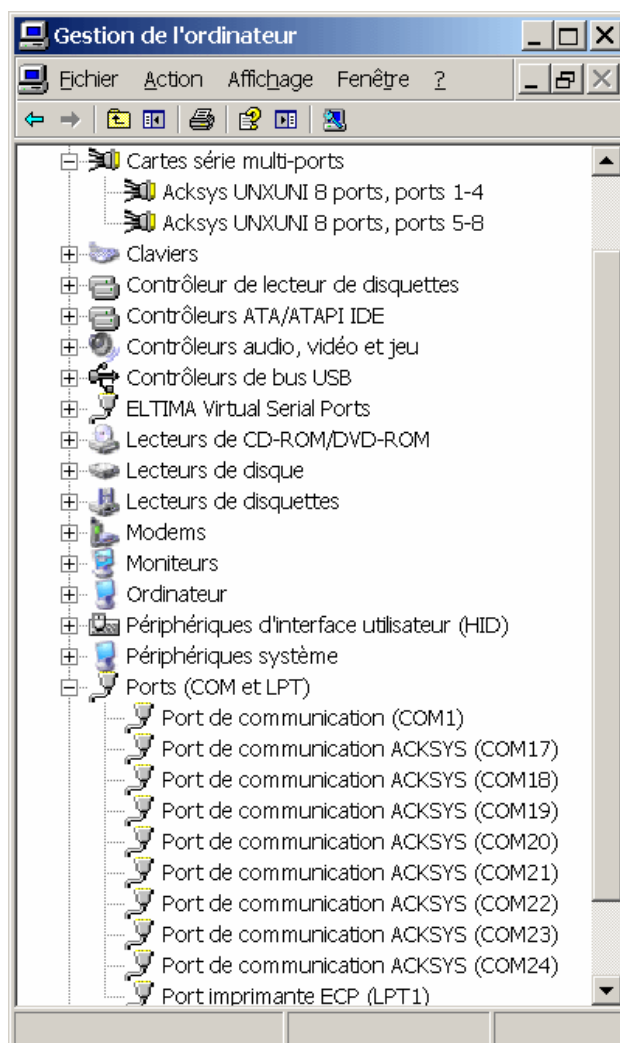 Gestion de l'ordinateur
Fichier Action Affichage Fenêtre ?
Cartes série multi-ports
Acksys UNXUNI 8 ports, ports 1-4
Acksys UNXUNI 8 ports, ports 5-8
Claviers
Contrôleur de lecteur de disquettes
Contrôleurs ATA/ATAPI IDE
Contrôleurs audio, vidéo et jeu
Contrôleurs de bus USB
ELTIMA Virtual Serial Ports
Lecteurs de CD-ROM/DVD-ROM
Lecteurs de disque
Lecteurs de disquettes
Modems
Moniteurs
Ordinateur
Périphériques d'interface utilisateur (HID)
Périphériques système
Ports (COM et LPT)
Port de communication (COM1)
Port de communication ACKSYS (COM17)
Port de communication ACKSYS (COM18)
Port de communication ACKSYS (COM19)
Port de communication ACKSYS (COM20)
Port de communication ACKSYS (COM21)
Port de communication ACKSYS (COM22)
Port de communication ACKSYS (COM23)
Port de communication ACKSYS (COM24)
Port imprimante ECP (LPT1)